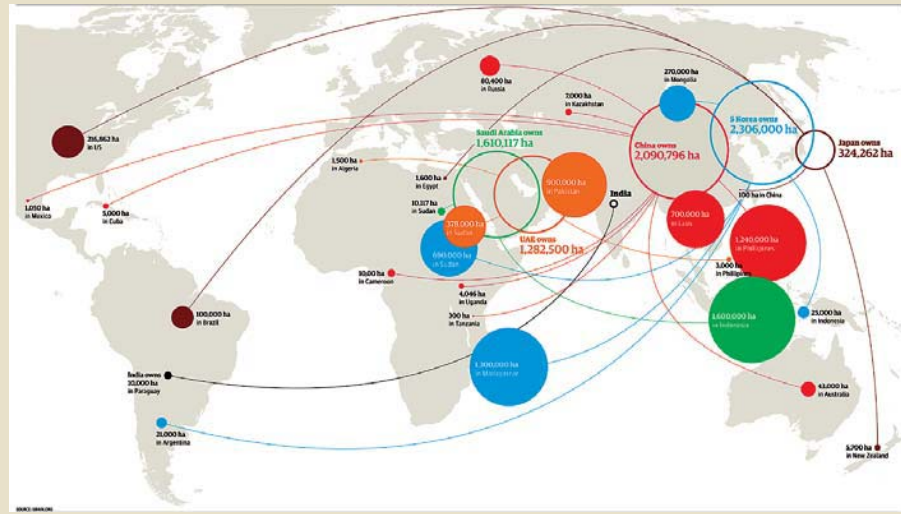 80,400 ha
in Russia
270,000 ha
in Mongolia
7,000 ha
in Kazakhstan
S Korea owns
2,306,000 ha
216,862 ha
in US
Saudi Arabia owns
1,610,117 ha
China owns
2,090,796 ha
Japan owns
324,262 ha
1,500 ha
in Algeria
1,600 ha
in Egypt
900,000 ha
in Pakistan
100 ha in China
India
1,050 ha
in Mexico
5,000 ha
in Cuba
10,117 ha
in Sudan
378,000 ha
in Sudan
UAE owns
1,282,500 ha
700,000 ha
in Laos
1,240,000 ha
in Philippines
690,000 ha
in Sudan
3,000 ha
in Philippines
10,00 ha
in Cameroon
4,046 ha
in Uganda
300 ha
in Tanzania
1,600,000 ha
in Indonesia
25,000 ha
in Indonesia
100,000 ha
in Brazil
1,300,000 ha
in Madagascar
India owns
10,000 ha
in Paraguay
43,000 ha
in Australia
21,000 ha
in Argentina
5,700 ha
in New Zealand
SOURCE: GRAIN.ORG